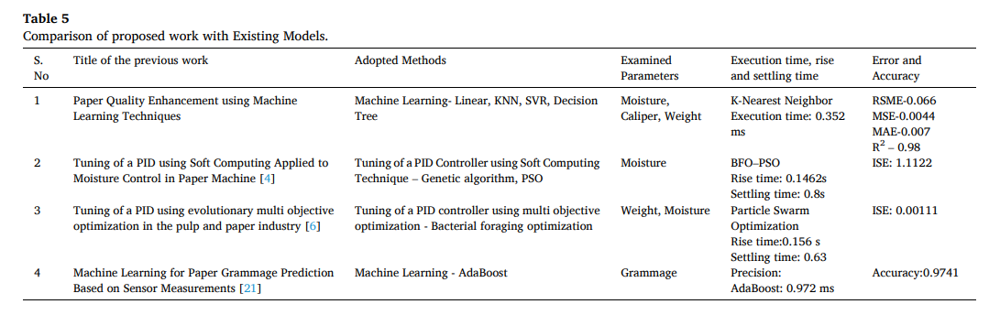 Table 5
Comparison of proposed work with Existing Models.
S. No
Title of the previous work
Adopted Methods
Examined Parameters
Execution time, rise and settling time
Error and Accuracy
1
Paper Quality Enhancement using Machine
Learning Techniques
Machine Learning- Linear, KNN, SVR, Decision
Tree
Moisture,
Caliper, Weight
K-Nearest Neighbor
Execution time: 0.352
ms
RSME-0.066
MSE-0.0044
MAE-0.007
R² – 0.98
2
Tuning of a PID using Soft Computing Applied to
Moisture Control in Paper Machine [4]
Tuning of a PID Controller using Soft Computing
Technique – Genetic algorithm, PSO
Moisture
BFO–PSO
Rise time: 0.1462s
Settling time: 0.8s
ISE: 1.1122
3
Tuning of a PID using evolutionary multi objective
optimization in the pulp and paper industry [6]
Tuning of a PID controller using multi objective
optimization - Bacterial foraging optimization
Weight, Moisture
Particle Swarm
Optimization
Rise time:0.156 s
Settling time: 0.63
ISE: 0.00111
4
Machine Learning for Paper Grammage Prediction
Based on Sensor Measurements [21]
Machine Learning - AdaBoost
Grammage
Precision:
AdaBoost: 0.972 ms
Accuracy:0.9741